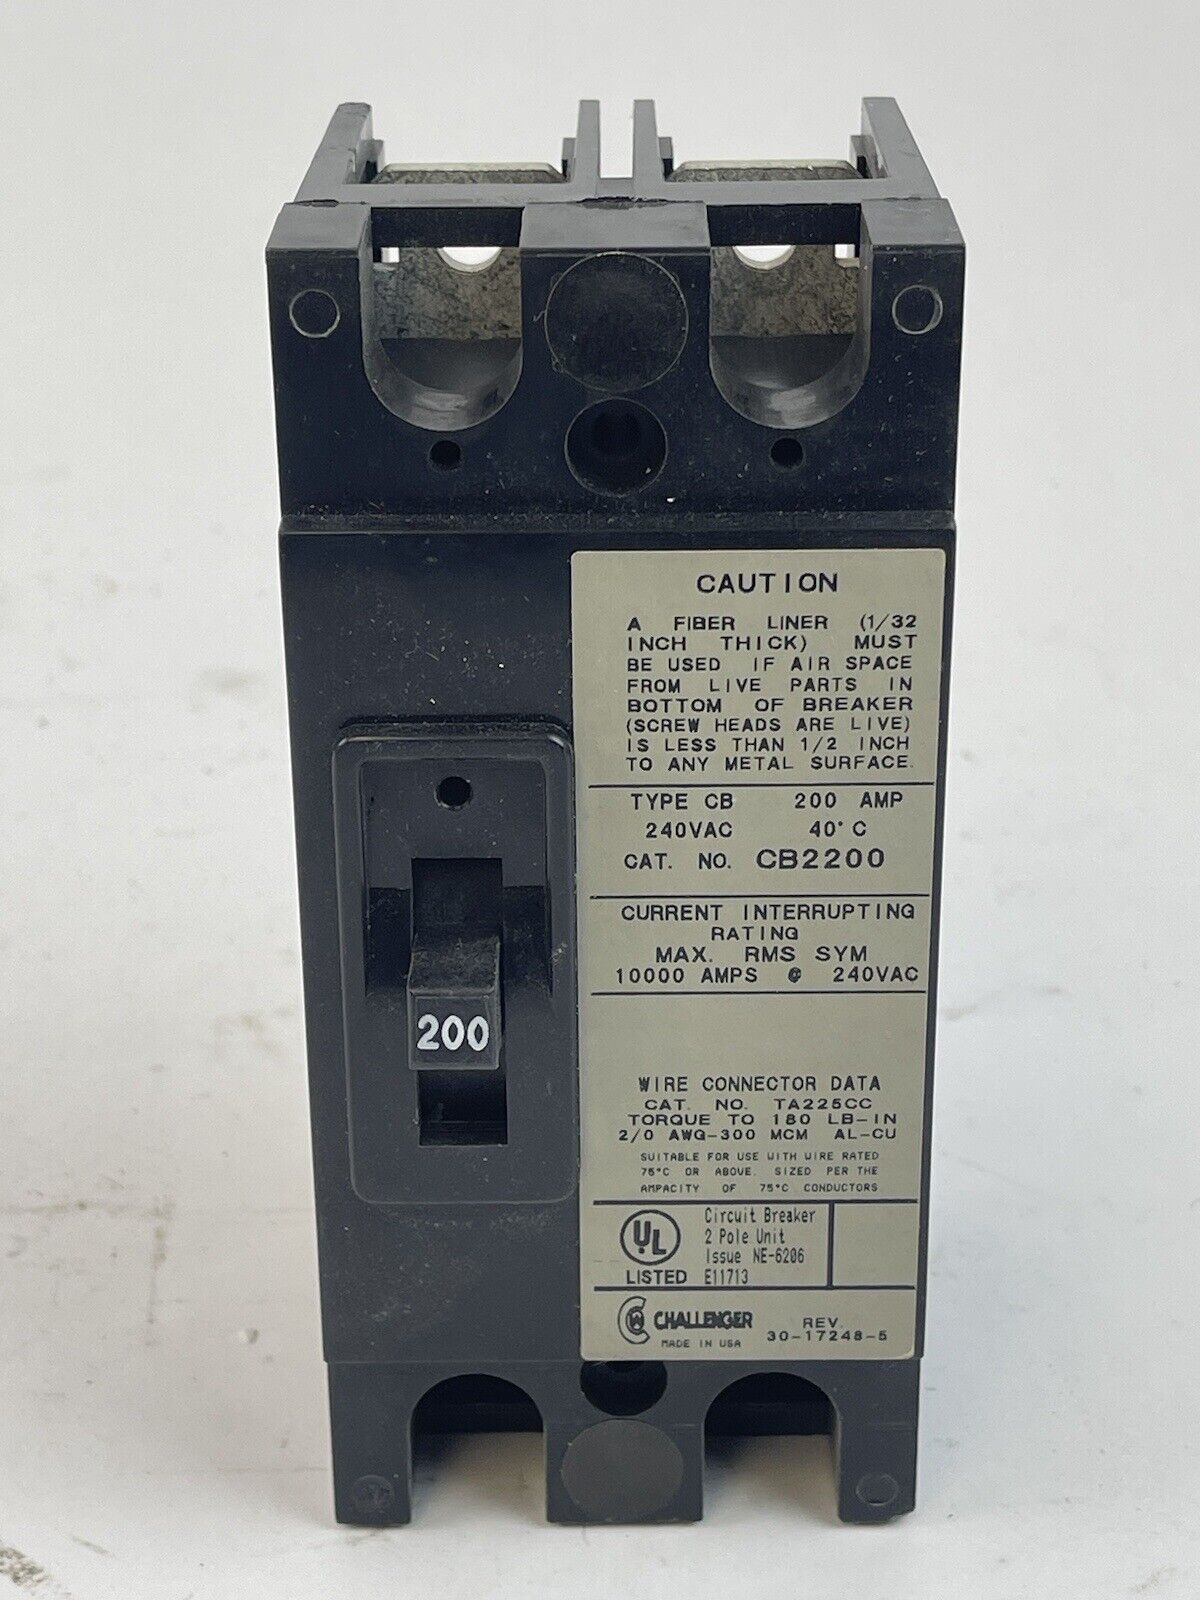 CAUTION
A FIBER LINER (1/32
INCH THICK) MUST
BE USED IF AIR SPACE
FROM LIVE PARTS IN
BOTTOM OF BREAKER
(SCREW HEADS ARE LIVE)
IS LESS THAN 1/2 INCH
TO ANY METAL SURFACE.
TYPE CB 200 AMP
240VAC 40°C
CAT. NO. CB2200
CURRENT INTERRUPTING
RATING
MAX. RMS SYM
10000 AMPS @ 240VAC
200
WIRE CONNECTOR DATA
CAT. NO. TA225CC
TORQUE TO 180 LB-IN
2/0 AWG-300 MCM AL-CU
SUITABLE FOR USE WITH WIRE RATED
75°C OR ABOVE. SIZED PER THE
AMPACITY OF 75°C CONDUCTORS
UL
LISTED
Circuit Breaker
2 Pole Unit
Issue NE-6206
E11713
CHALLENGER
MADE IN USA
REV.
30-17248-5